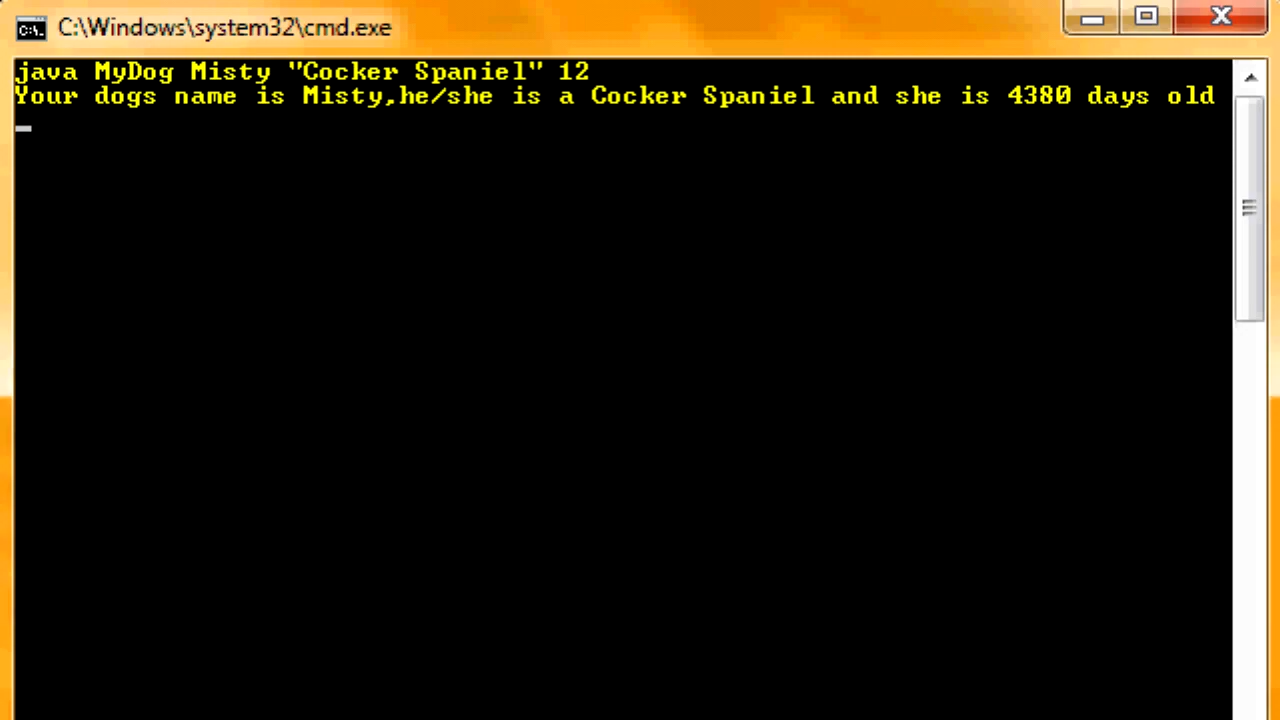 C:\Windows\system32\cmd.exe
java MyDog Misty "Cocker Spaniel" 12
Your dogs name is Misty,he/she is a Cocker Spaniel and she is 4380 days old